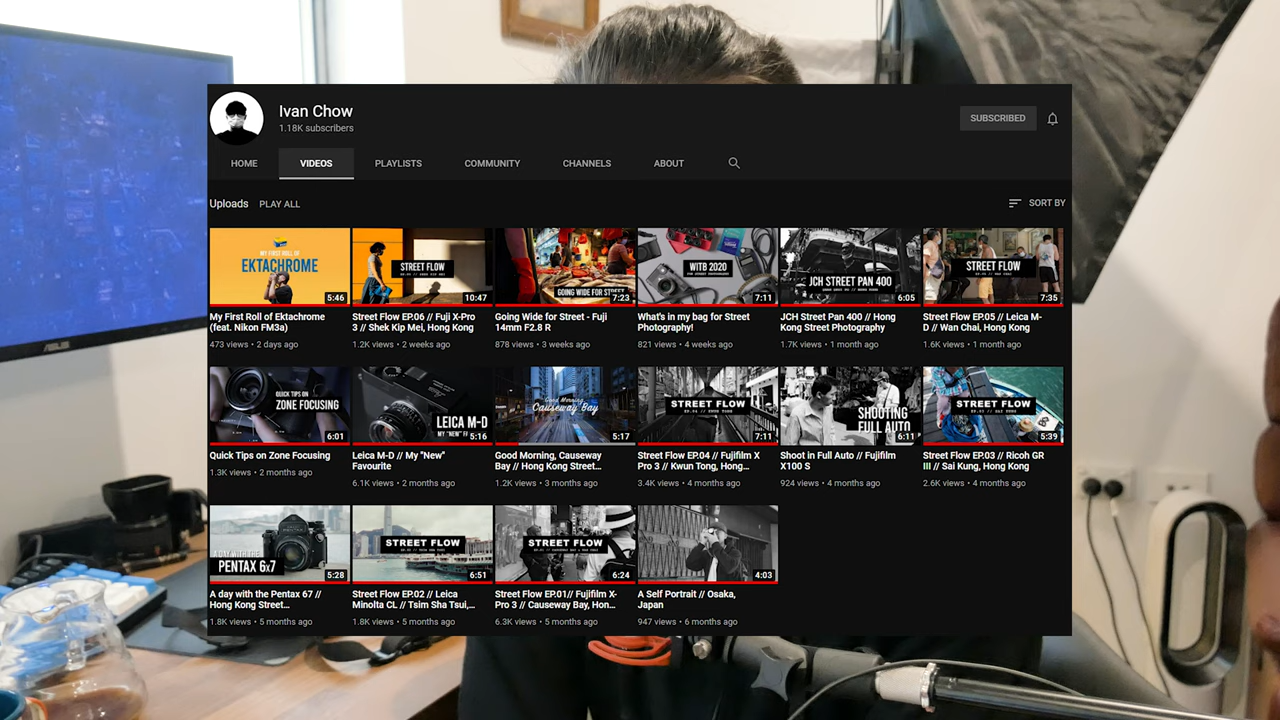 Ivan Chow
1.18K subscribers
SUBSCRIBED
HOME
VIDEOS
PLAYLISTS
COMMUNITY
CHANNELS
ABOUT
Uploads
PLAY ALL
SORT BY
MY FIRST ROLL OF
EKTACHROME
5:46
STREET FLOW
10:47
GOING WIDE FOR STREET
7:23
WITB 2020
7:11
JCH STREET PAN 400
6:05
STREET FLOW
7:35
My First Roll of Ektachrome
(feat. Nikon FM3a)
473 views • 2 days ago
Street Flow EP.06 // Fuji X-Pro
3 // Shek Kip Mei, Hong Kong
1.2K views • 2 weeks ago
Going Wide for Street - Fuji
14mm F2.8 R
878 views • 3 weeks ago
What's in my bag for Street
Photography!
821 views • 4 weeks ago
JCH Street Pan 400 // Hong
Kong Street Photography
1.7K views • 1 month ago
Street Flow EP.05 // Leica M-
D // Wan Chai, Hong Kong
1.6K views • 1 month ago
QUICK TIPS ON
ZONE FOCUSING
6:01
LEICA M-D
MY "NEW"
5:16
Good Morning,
Causeway Bay
5:17
STREET FLOW
7:11
SHOOTING
FULL AUTO
6:11
STREET FLOW
5:39
Quick Tips on Zone Focusing
1.3K views • 2 months ago
Leica M-D // My "New"
Favourite
6.1K views • 2 months ago
Good Morning, Causeway
Bay // Hong Kong Street...
1.2K views • 3 months ago
Street Flow EP.04 // Fujifilm X
Pro 3 // Kwun Tong, Hong...
3.4K views • 4 months ago
Shoot in Full Auto // Fujifilm
X100 S
924 views • 4 months ago
Street Flow EP.03 // Ricoh GR
III // Sai Kung, Hong Kong
2.6K views • 4 months ago
A DAY WITH THE
PENTAX 6x7
5:28
STREET FLOW
6:51
STREET FLOW
6:24
4:03
A day with the Pentax 67 //
Hong Kong Street...
1.8K views • 5 months ago
Street Flow EP.02 // Leica
Minolta CL // Tsim Sha Tsui,...
1.8K views • 5 months ago
Street Flow EP.01// Fujifilm X-
Pro 3 // Causeway Bay, Hon...
6.3K views • 5 months ago
A Self Portrait // Osaka,
Japan
947 views • 6 months ago
ASUS